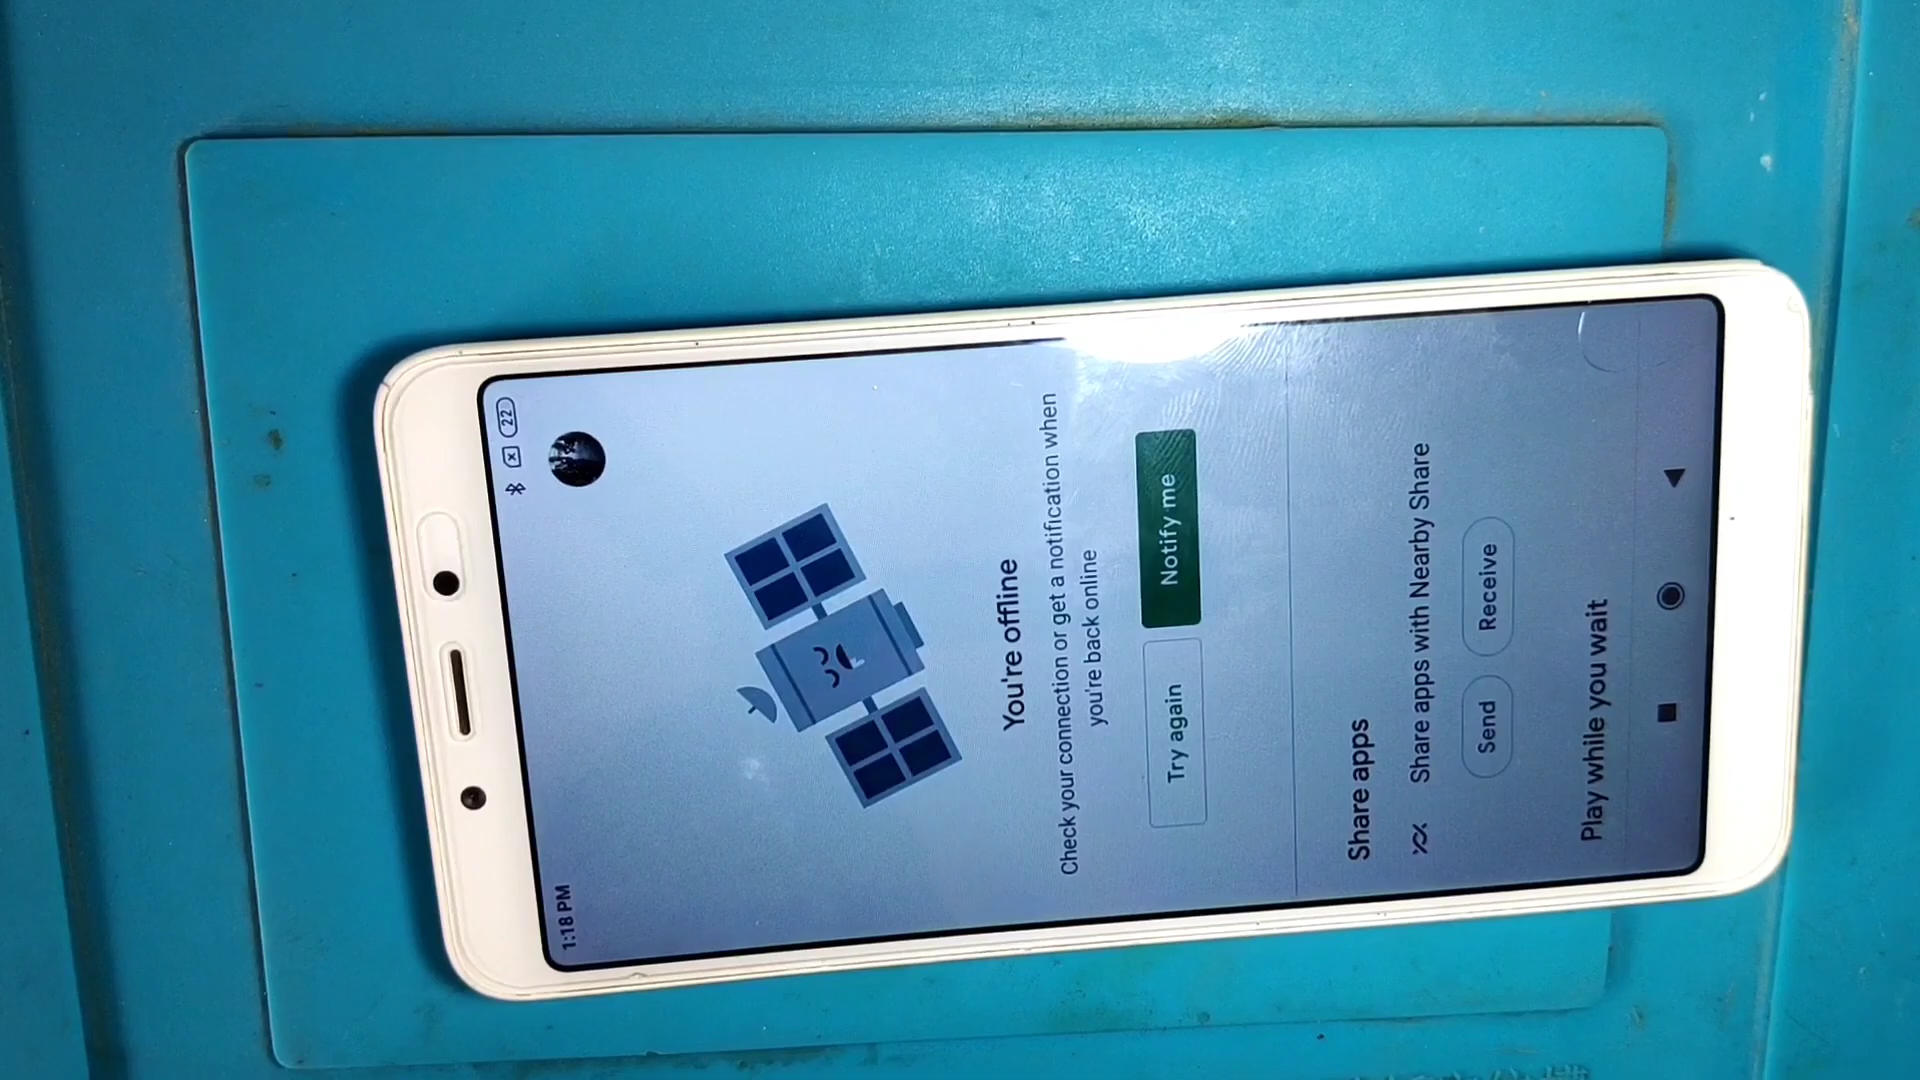 1:18 PM
22
You're offline
Check your connection or get a notification when
you're back online
Try again
Notify me
Share apps
Share apps with Nearby Share
Send
Receive
Play while you wait